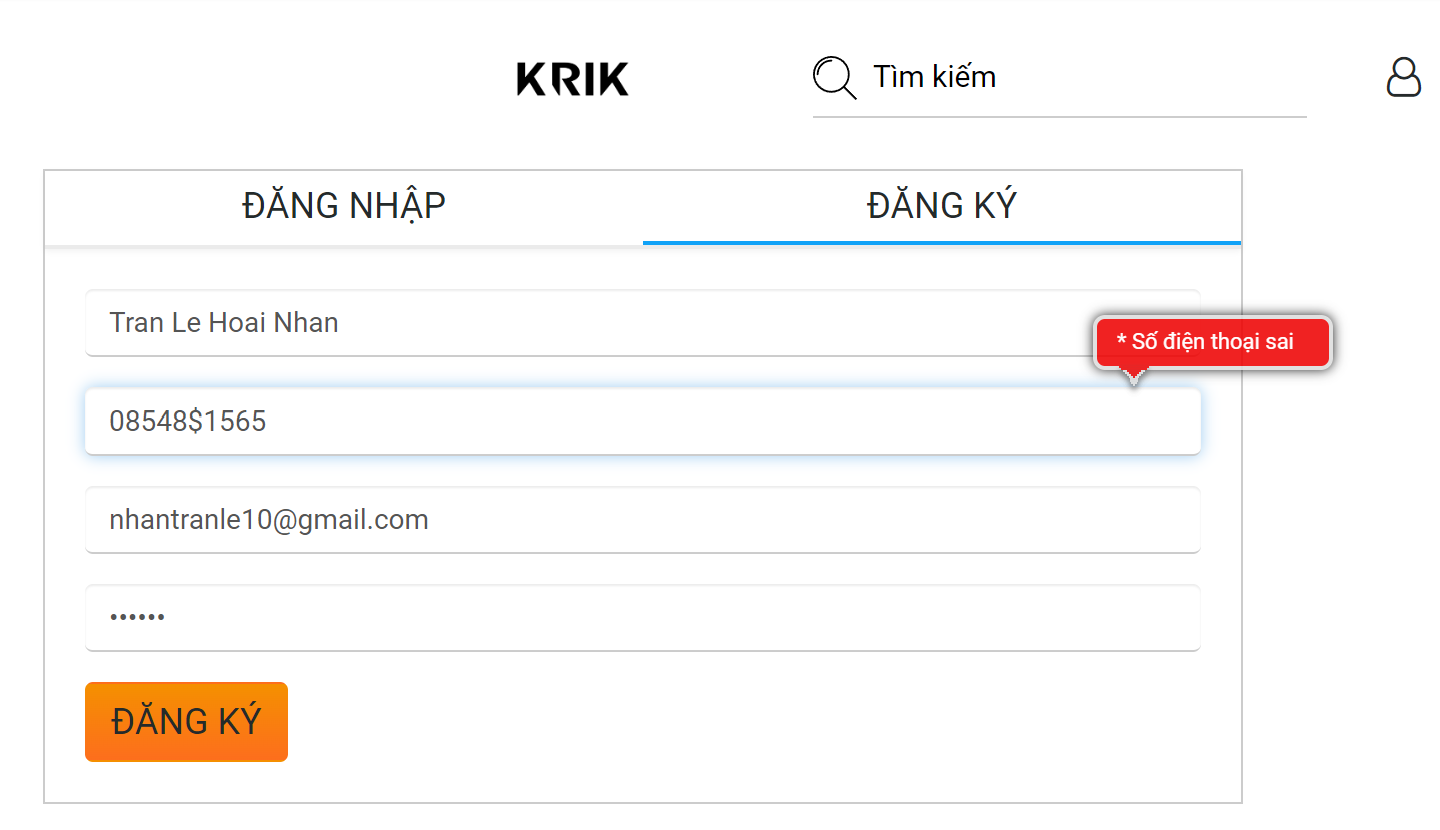 KRIK
Tìm kiếm
ĐĂNG NHẬP
ĐĂNG KÝ
Tran Le Hoai Nhan
* Số điện thoại sai
08548$1565
nhantranle10@gmail.com
••••••
ĐĂNG KÝ